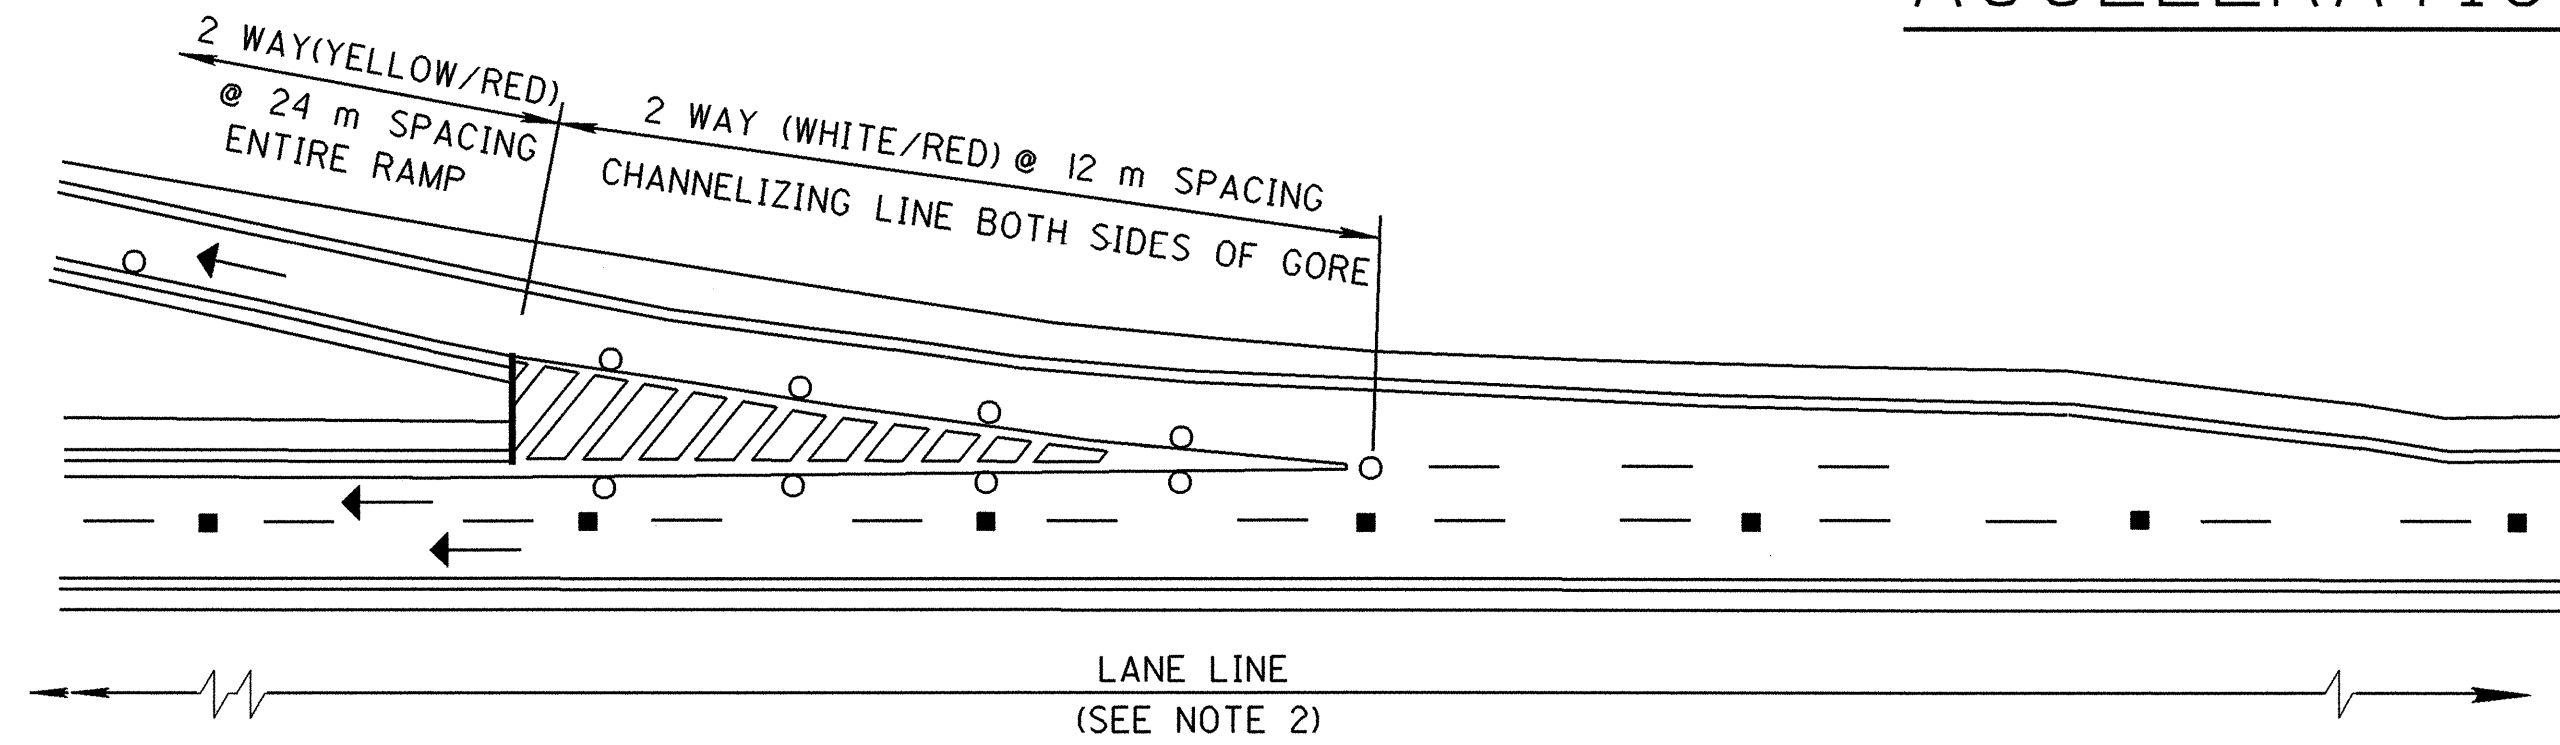 2 WAY(YELLOW/RED)
@ 24 m SPACING
ENTIRE RAMP
2 WAY (WHITE/RED) @ 12 m SPACING
CHANNELIZING LINE BOTH SIDES OF GORE
LANE LINE
(SEE NOTE 2)